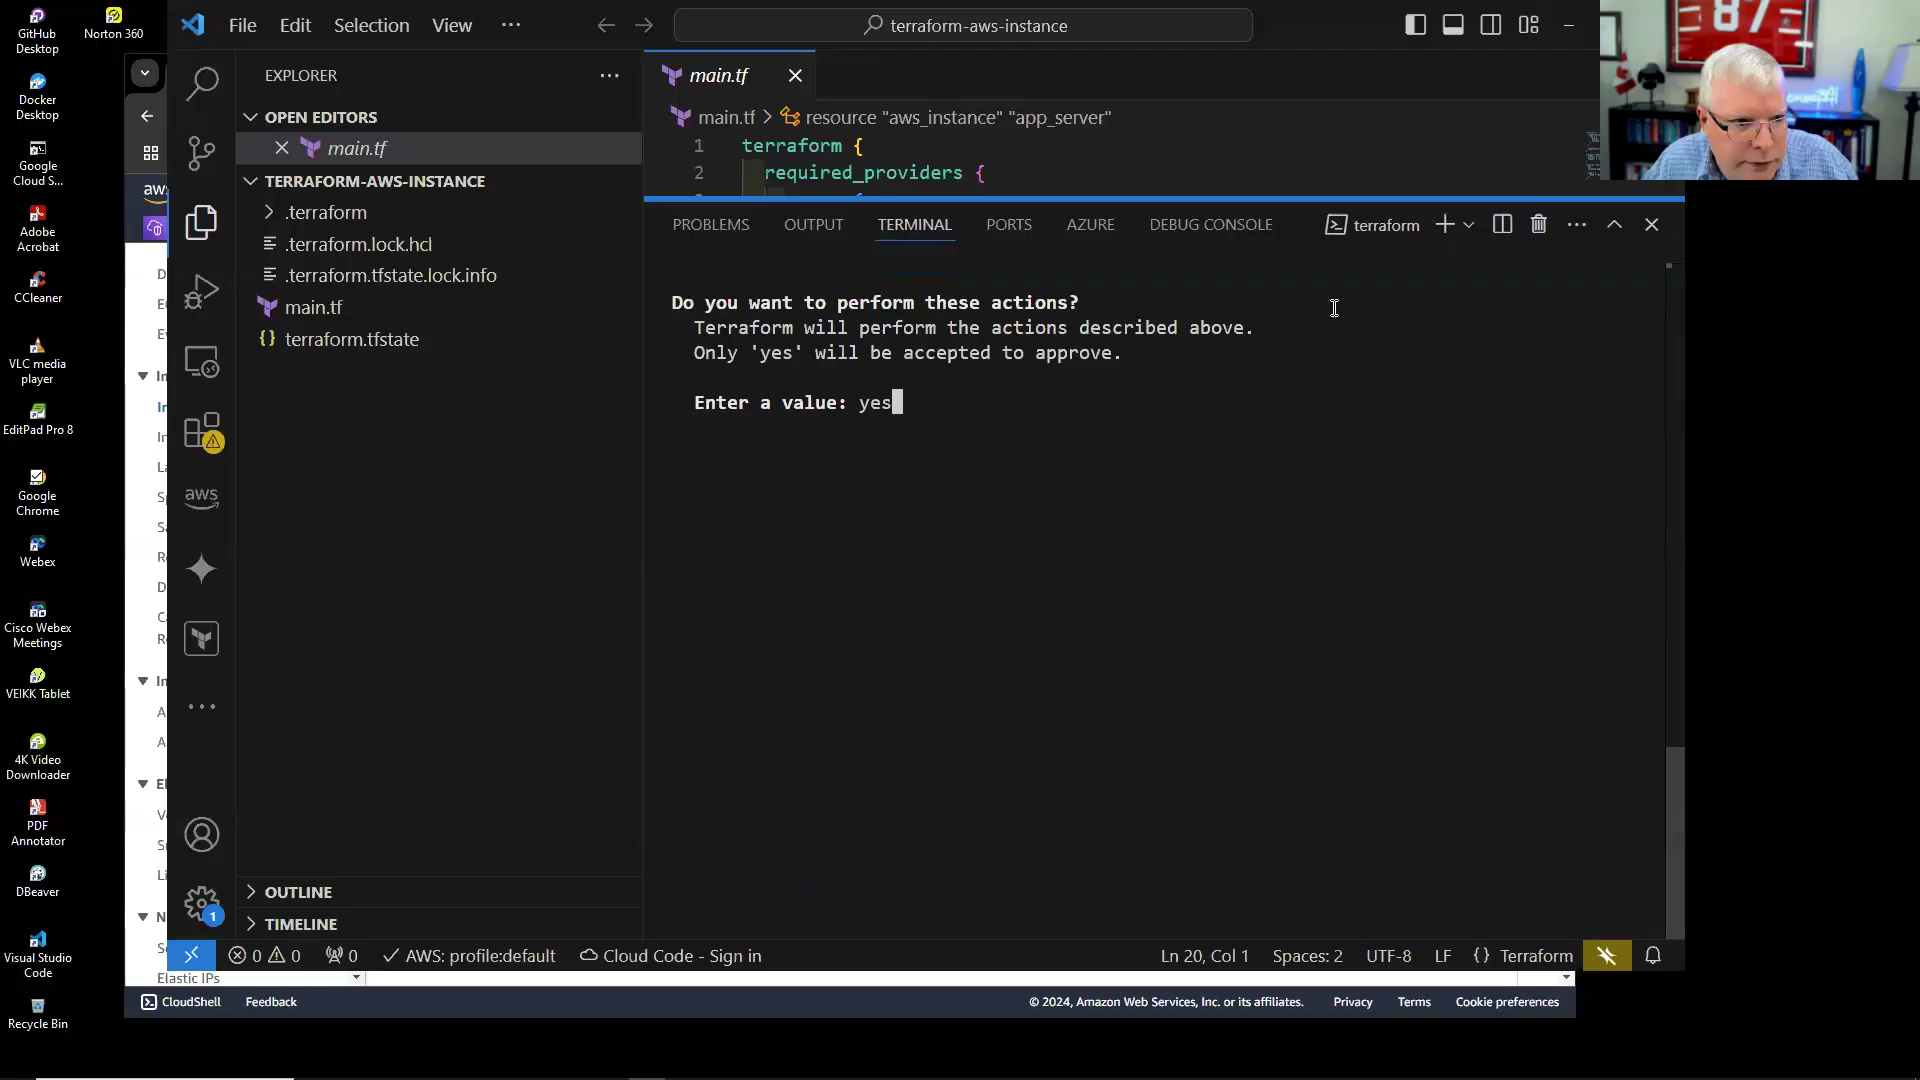 GitHub
Desktop
Norton 360
Docker
Desktop
Google
Cloud S...
Adobe
Acrobat
CCleaner
VLC media
player
EditPad Pro 8
Google
Chrome
Webex
Cisco Webex
Meetings
VEIKK Tablet
4K Video
Downloader
PDF
Annotator
DBeaver
Visual Studio
Code
Recycle Bin
File Edit Selection View ···
terraform-aws-instance
EXPLORER
OPEN EDITORS
main.tf
TERRAFORM-AWS-INSTANCE
.terraform
.terraform.lock.hcl
.terraform.tfstate.lock.info
main.tf
terraform.tfstate
OUTLINE
TIMELINE
aws
aws
main.tf
main.tf > resource "aws_instance" "app_server"
1 terraform {
2 required_providers {
PROBLEMS OUTPUT TERMINAL PORTS AZURE DEBUG CONSOLE
terraform
Do you want to perform these actions?
Terraform will perform the actions described above.
Only 'yes' will be accepted to approve.
Enter a value: yes
87
1
0 0 0 AWS: profile:default Cloud Code - Sign in
Ln 20, Col 1 Spaces: 2 UTF-8 LF {} Terraform
Elastic IPs
CloudShell Feedback
© 2024, Amazon Web Services, Inc. or its affiliates. Privacy Terms Cookie preferences